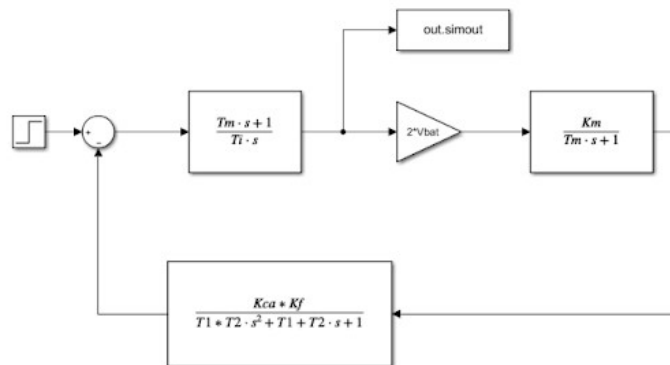 out.simout
+
−
Tm · s + 1
Ti · s
2*Vbat
Km
Tm · s + 1
Kca * Kf
T1 * T2 · s² + T1 + T2 · s + 1